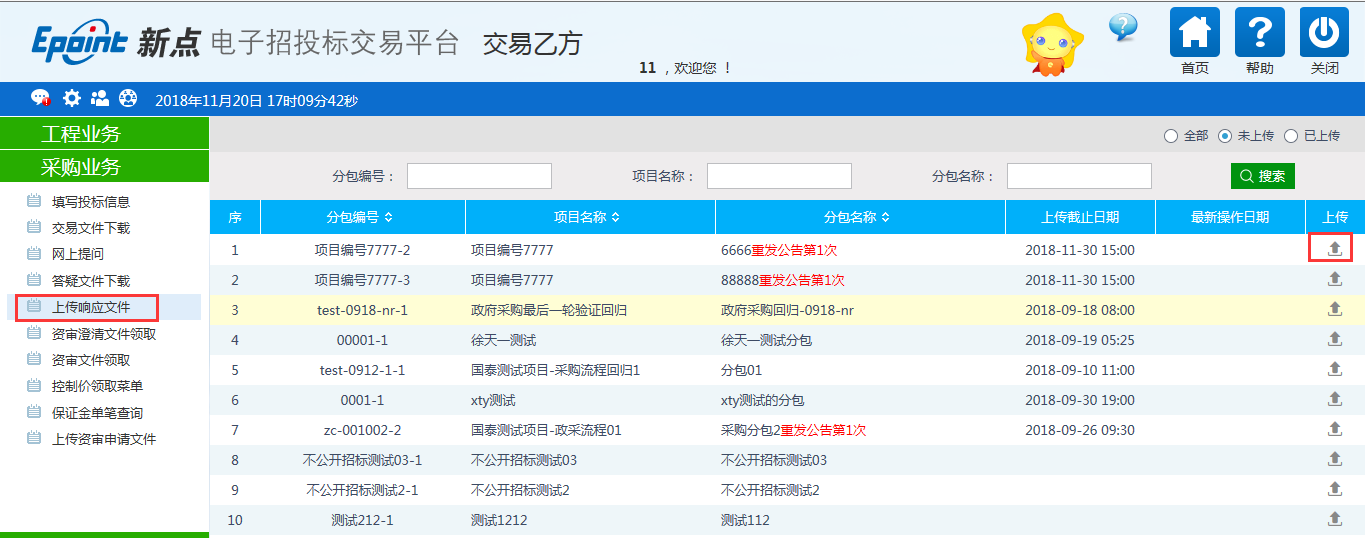 Epoint 新点 电子招投标交易平台 交易乙方
11 ，欢迎您 ！
首页 帮助 关闭
2018年11月20日 17时09分42秒
工程业务
采购业务
填写投标信息
交易文件下载
网上提问
答疑文件下载
上传响应文件
资审澄清文件领取
资审文件领取
控制价领取菜单
保证金单笔查询
上传资审申请文件
全部 未上传 已上传
分包编号： 项目名称： 分包名称： 搜索
序 分包编号 项目名称 分包名称 上传截止日期 最新操作日期 上传
1 项目编号7777-2 项目编号7777 6666重发公告第1次 2018-11-30 15:00
2 项目编号7777-3 项目编号7777 88888重发公告第1次 2018-11-30 15:00
3 test-0918-nr-1 政府采购最后一轮验证回归 政府采购回归-0918-nr 2018-09-18 08:00
4 00001-1 徐天一测试 徐天一测试分包 2018-09-19 05:25
5 test-0912-1-1 国泰测试项目-采购流程回归1 分包01 2018-09-10 11:00
6 0001-1 xty测试 xty测试的分包 2018-09-30 19:00
7 zc-001002-2 国泰测试项目-政采流程01 采购分包2重发公告第1次 2018-09-26 09:30
8 不公开招标测试03-1 不公开招标测试03 不公开招标测试03
9 不公开招标测试2-1 不公开招标测试2 不公开招标测试2
10 测试212-1 测试1212 测试112